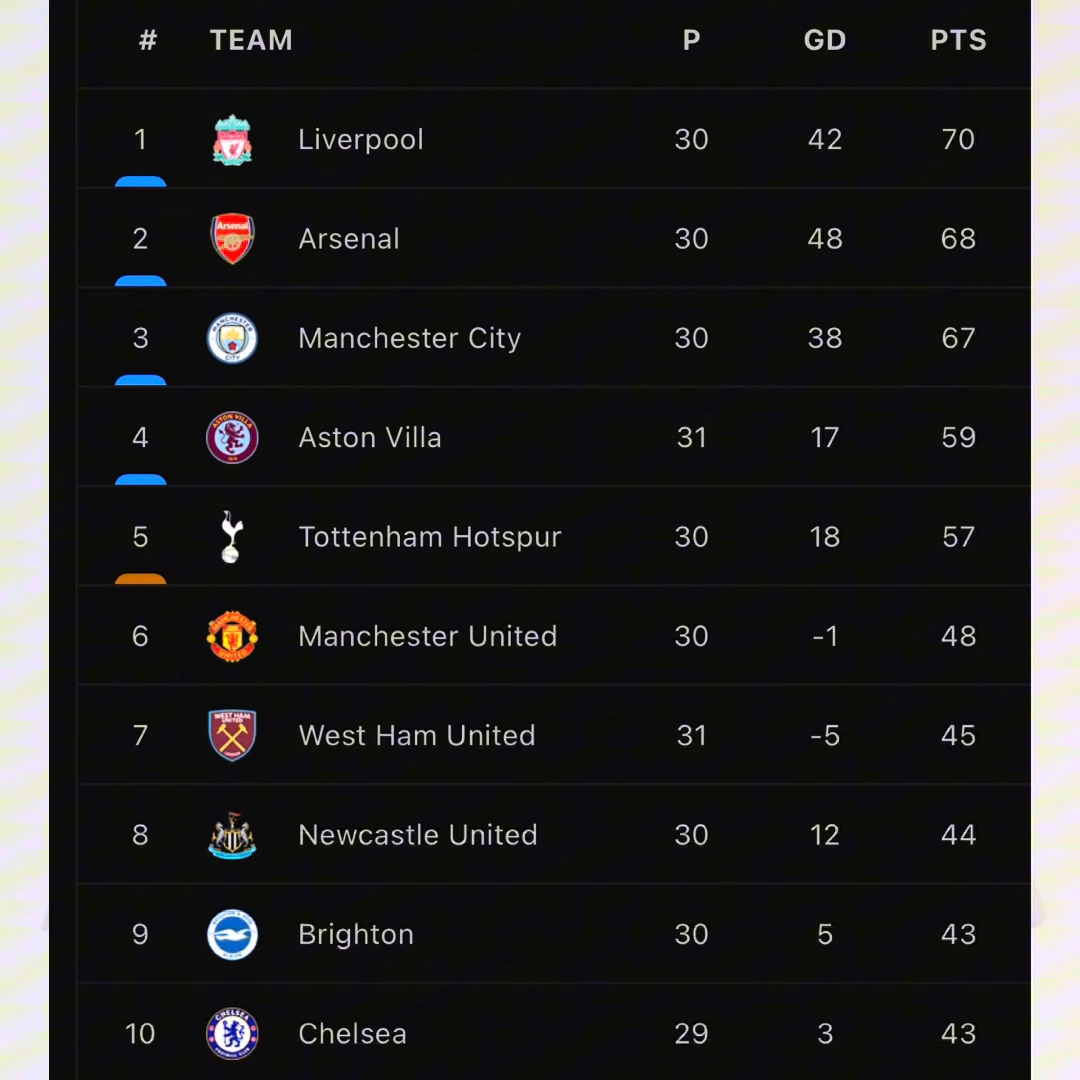 # TEAM P GD PTS
1 Liverpool 30 42 70
2 Arsenal 30 48 68
3 Manchester City 30 38 67
4 Aston Villa 31 17 59
5 Tottenham Hotspur 30 18 57
6 Manchester United 30 -1 48
7 West Ham United 31 -5 45
8 Newcastle United 30 12 44
9 Brighton 30 5 43
10 Chelsea 29 3 43